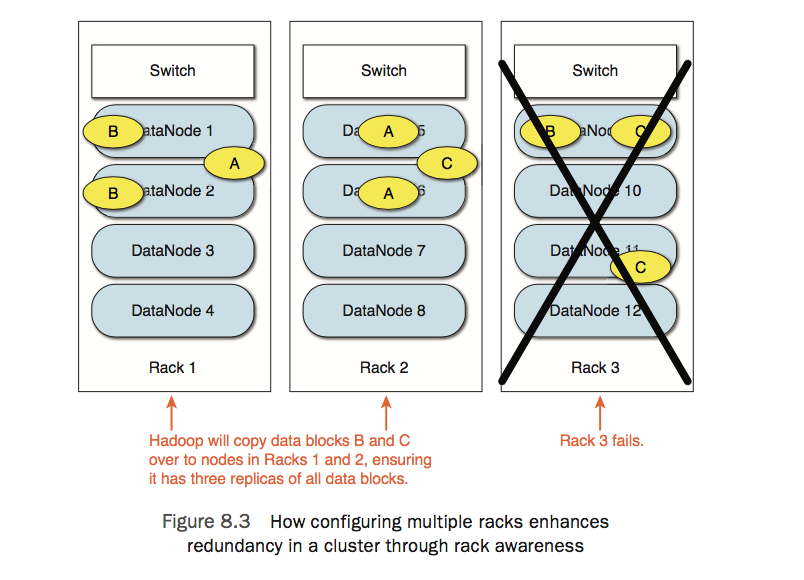 Switch
B ataNode 1
A
B ataNode 2
DataNode 3
DataNode 4
Rack 1
Switch
Da A 5
C
Da A 6
DataNode 7
DataNode 8
Rack 2
Switch
B aNod C
DataNode 10
DataNode 11
C
DataNode 12
Rack 3
Hadoop will copy data blocks B and C
over to nodes in Racks 1 and 2, ensuring
it has three replicas of all data blocks.
Rack 3 fails.
Figure 8.3 How configuring multiple racks enhances
redundancy in a cluster through rack awareness